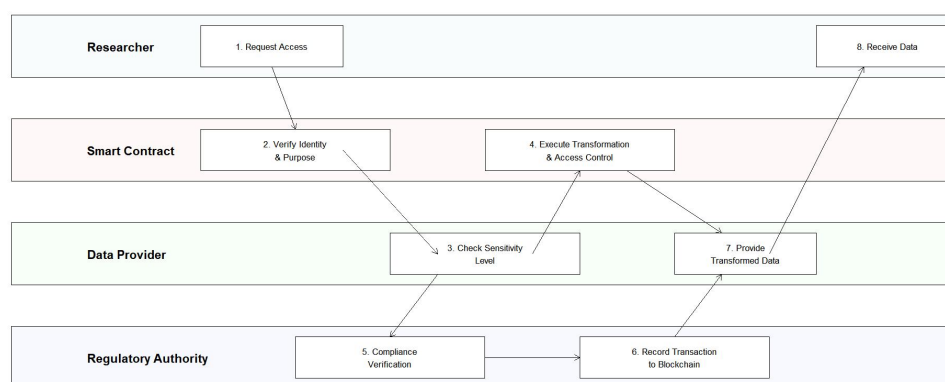 Researcher
1. Request Access
8. Receive Data
Smart Contract
2. Verify Identity
& Purpose
4. Execute Transformation
& Access Control
Data Provider
3. Check Sensitivity
Level
7. Provide
Transformed Data
Regulatory Authority
5. Compliance
Verification
6. Record Transaction
to Blockchain